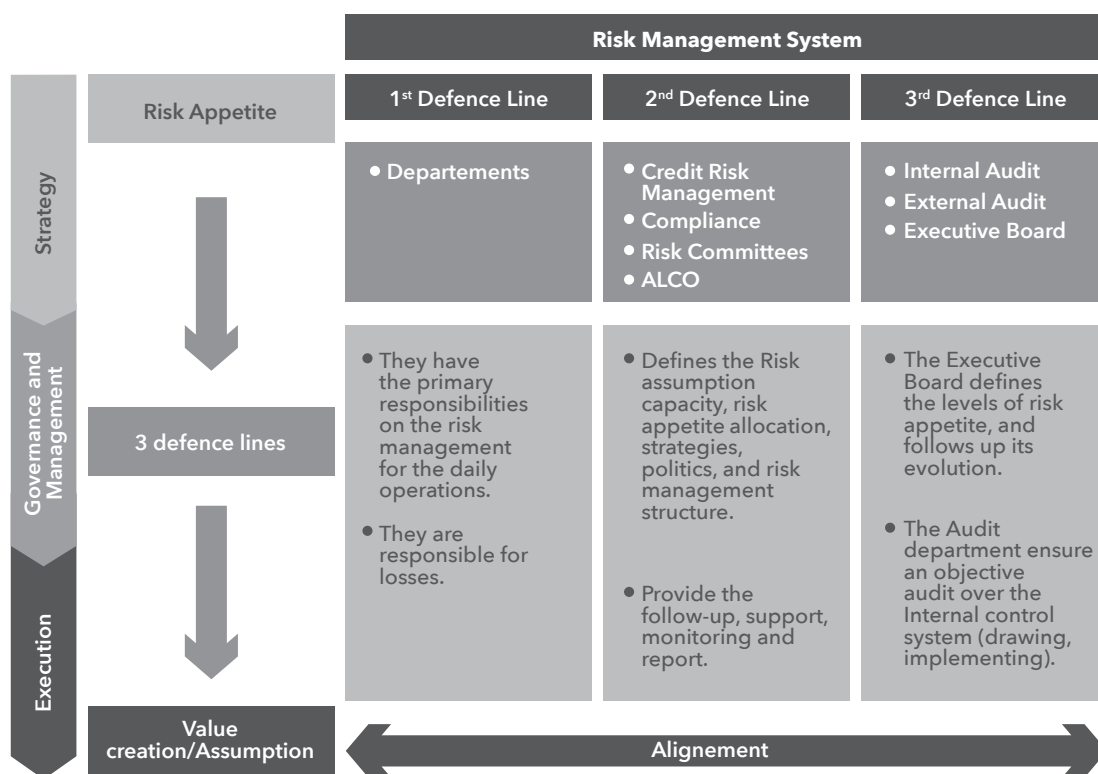 Risk Management System
Strategy
Governance and
Management
Execution
Risk Appetite
3 defence lines
Value
creation/Assumption
1st Defence Line
• Departements
• They have
the primary
responsibilities
on the risk
management
for the daily
operations.
• They are
responsible for
losses.
2nd Defence Line
• Credit Risk
Management
• Compliance
• Risk Committees
• ALCO
• Defines the Risk
assumption
capacity, risk
appetite allocation,
strategies,
politics, and risk
management
structure.
• Provide the
follow-up, support,
monitoring and
report.
3rd Defence Line
• Internal Audit
• External Audit
• Executive Board
• The Executive
Board defines
the levels of risk
appetite, and
follows up its
evolution.
• The Audit
department ensure
an objective
audit over the
Internal control
system (drawing,
implementing).
Alignement